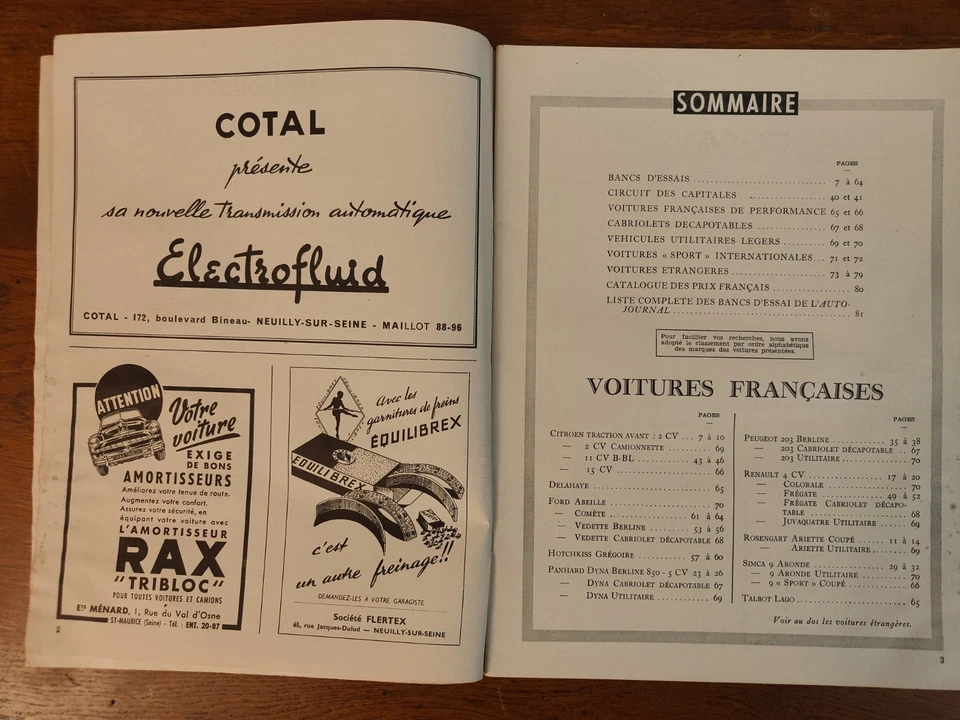 COTAL
présente
sa nouvelle Transmission automatique
Electrofluid
COTAL - 172, boulevard Bineau- NEUILLY-SUR-SEINE - MAILLOT 88-96
ATTENTION
Votre
voiture
EXIGE
DE BONS
AMORTISSEURS
Améliorez votre tenue de route.
Augmentez votre confort.
Assurez votre sécurité, en
équipant votre voiture avec
L'AMORTISSEUR
RAX
"TRIBLOC"
POUR TOUTES VOITURES ET CAMIONS
Ets MÉNARD, 1, Rue du Val d'Osne
ST-MAURICE (Seine) - Tél. : ENT. 20-87
2
Avec les
garnitures de freins
ÉQUILIBREX
EQUILIBREX
c'est
un autre freinage!!
DEMANDEZ-LES A VOTRE GARAGISTE
Société FLERTEX
65, rue Jacques-Dulud — NEUILLY-SUR-SEINE
SOMMAIRE
PAGES
—
BANCS D'ESSAIS .............................. 7 à 64
CIRCUIT DES CAPITALES .................. 40 et 41
VOITURES FRANÇAISES DE PERFORMANCE 65 et 66
CABRIOLETS DECAPOTABLES ............... 67 et 68
VEHICULES UTILITAIRES LEGERS ......... 69 et 70
VOITURES « SPORT » INTERNATIONALES... 71 et 72
VOITURES ETRANGERES .................... 73 à 79
CATALOGUE DES PRIX FRANÇAIS ............... 80
LISTE COMPLETE DES BANCS D'ESSAI DE L'AUTO-
JOURNAL ........................................ 81
Pour faciliter vos recherches, nous avons
adopté le classement par ordre alphabétique
des marques des voitures présentées.
VOITURES FRANÇAISES
PAGES
—
CITROEN TRACTION AVANT : 2 CV ... 7 à 10
— 2 CV CAMIONNETTE ............ 69
— 11 CV B-BL ............... 43 à 46
— 15 CV ........................ 66
DELAHAYE ........................... 65
FORD ABEILLE ....................... 70
— COMÈTE .................. 61 à 64
— VEDETTE BERLINE ......... 53 à 56
— VEDETTE CABRIOLET DÉCAPOTABLE 68
HOTCHKISS GRÉGOIRE ............ 57 à 60
PANHARD DYNA BERLINE 850 - 5 CV 23 à 26
— DYNA CABRIOLET DÉCAPOTABLE 67
— DYNA UTILITAIRE ............. 69
PAGES
—
PEUGEOT 203 BERLINE ............ 35 à 38
— 203 CABRIOLET DÉCAPOTABLE .. 67
— 203 UTILITAIRE ................ 70
RENAULT 4 CV .................. 17 à 20
— COLORALE .................... 70
— FRÉGATE ................. 49 à 52
— FRÉGATE CABRIOLET DÉCAPO-
TABLE ........................ 68
— JUVAQUATRE UTILITAIRE ....... 69
ROSENGART ARIETTE COUPÉ ...... 11 à 14
— ARIETTE UTILITAIRE ........ 69
SIMCA 9 ARONDE ............... 29 à 32
— 9 ARONDE UTILITAIRE .......... 70
— 9 « SPORT » COUPÉ ............ 66
TALBOT LAGO ....................... 65
Voir au dos les voitures étrangères.
3